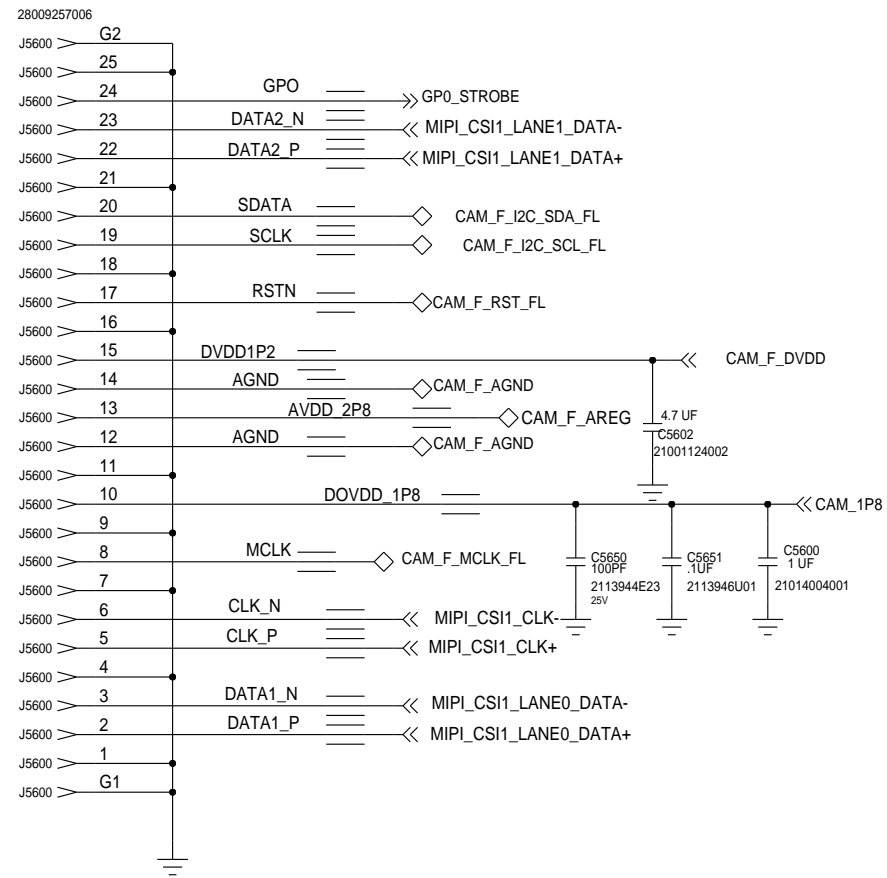 28009257006
J5600 G2
J5600 25
J5600 24 GPO GP0_STROBE
J5600 23 DATA2_N MIPI_CSI1_LANE1_DATA-
J5600 22 DATA2_P MIPI_CSI1_LANE1_DATA+
J5600 21
J5600 20 SDATA CAM_F_I2C_SDA_FL
J5600 19 SCLK CAM_F_I2C_SCL_FL
J5600 18
J5600 17 RSTN CAM_F_RST_FL
J5600 16
J5600 15 DVDD1P2 CAM_F_DVDD
J5600 14 AGND CAM_F_AGND
J5600 13 AVDD_2P8 CAM_F_AREG
4.7 UF
C5602
21001124002
J5600 12 AGND CAM_F_AGND
J5600 11
J5600 10 DOVDD_1P8 CAM_1P8
J5600 9
J5600 8 MCLK CAM_F_MCLK_FL
C5650
100PF
2113944E23
25V
C5651
.1UF
2113946U01
C5600
1 UF
21014004001
J5600 7
J5600 6 CLK_N MIPI_CSI1_CLK-
J5600 5 CLK_P MIPI_CSI1_CLK+
J5600 4
J5600 3 DATA1_N MIPI_CSI1_LANE0_DATA-
J5600 2 DATA1_P MIPI_CSI1_LANE0_DATA+
J5600 1
J5600 G1